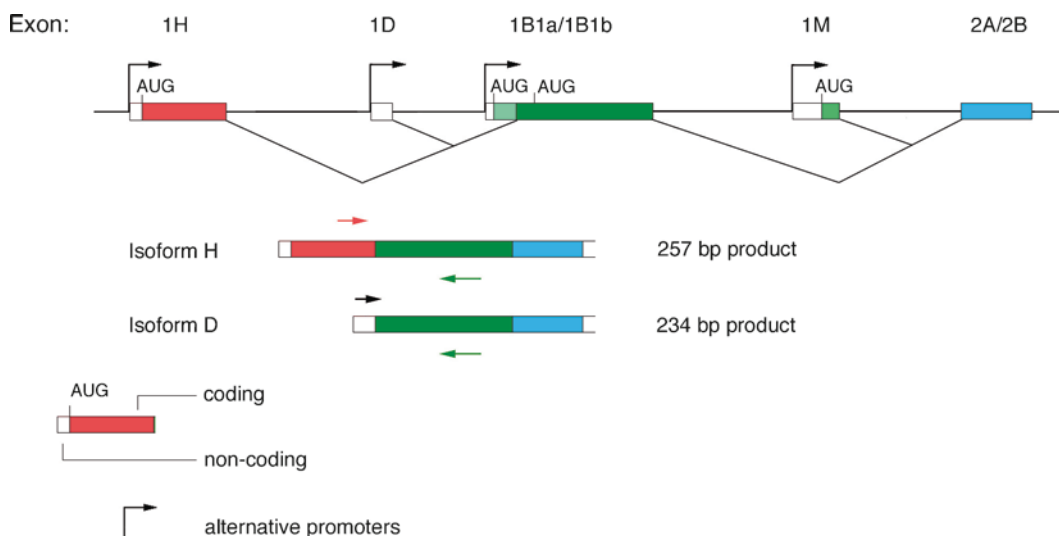 Exon: 1H 1D 1B1a/1B1b 1M 2A/2B
AUG AUG AUG AUG
Isoform H 257 bp product
Isoform D 234 bp product
AUG
coding
non-coding
alternative promoters